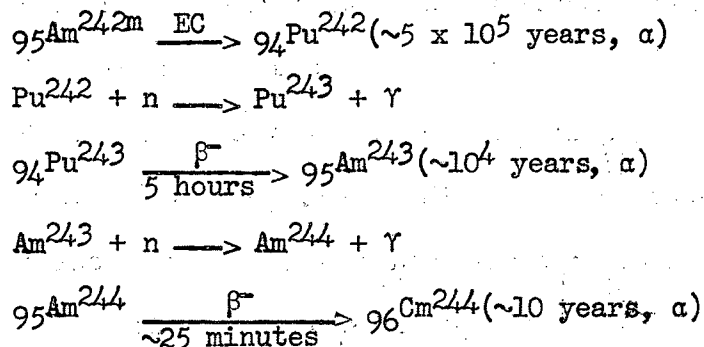 ₉₅Am²⁴²ᵐ EC> ₉₄Pu²⁴²(~5 x 10⁵ years, α)
Pu²⁴² + n —> Pu²⁴³ + γ
₉₄Pu²⁴³ β⁻ 5 hours> ₉₅Am²⁴³(~10⁴ years, α)
Am²⁴³ + n —> Am²⁴⁴ + γ
₉₅Am²⁴⁴ β⁻ ~25 minutes> ₉₆Cm²⁴⁴(~10 years, α)